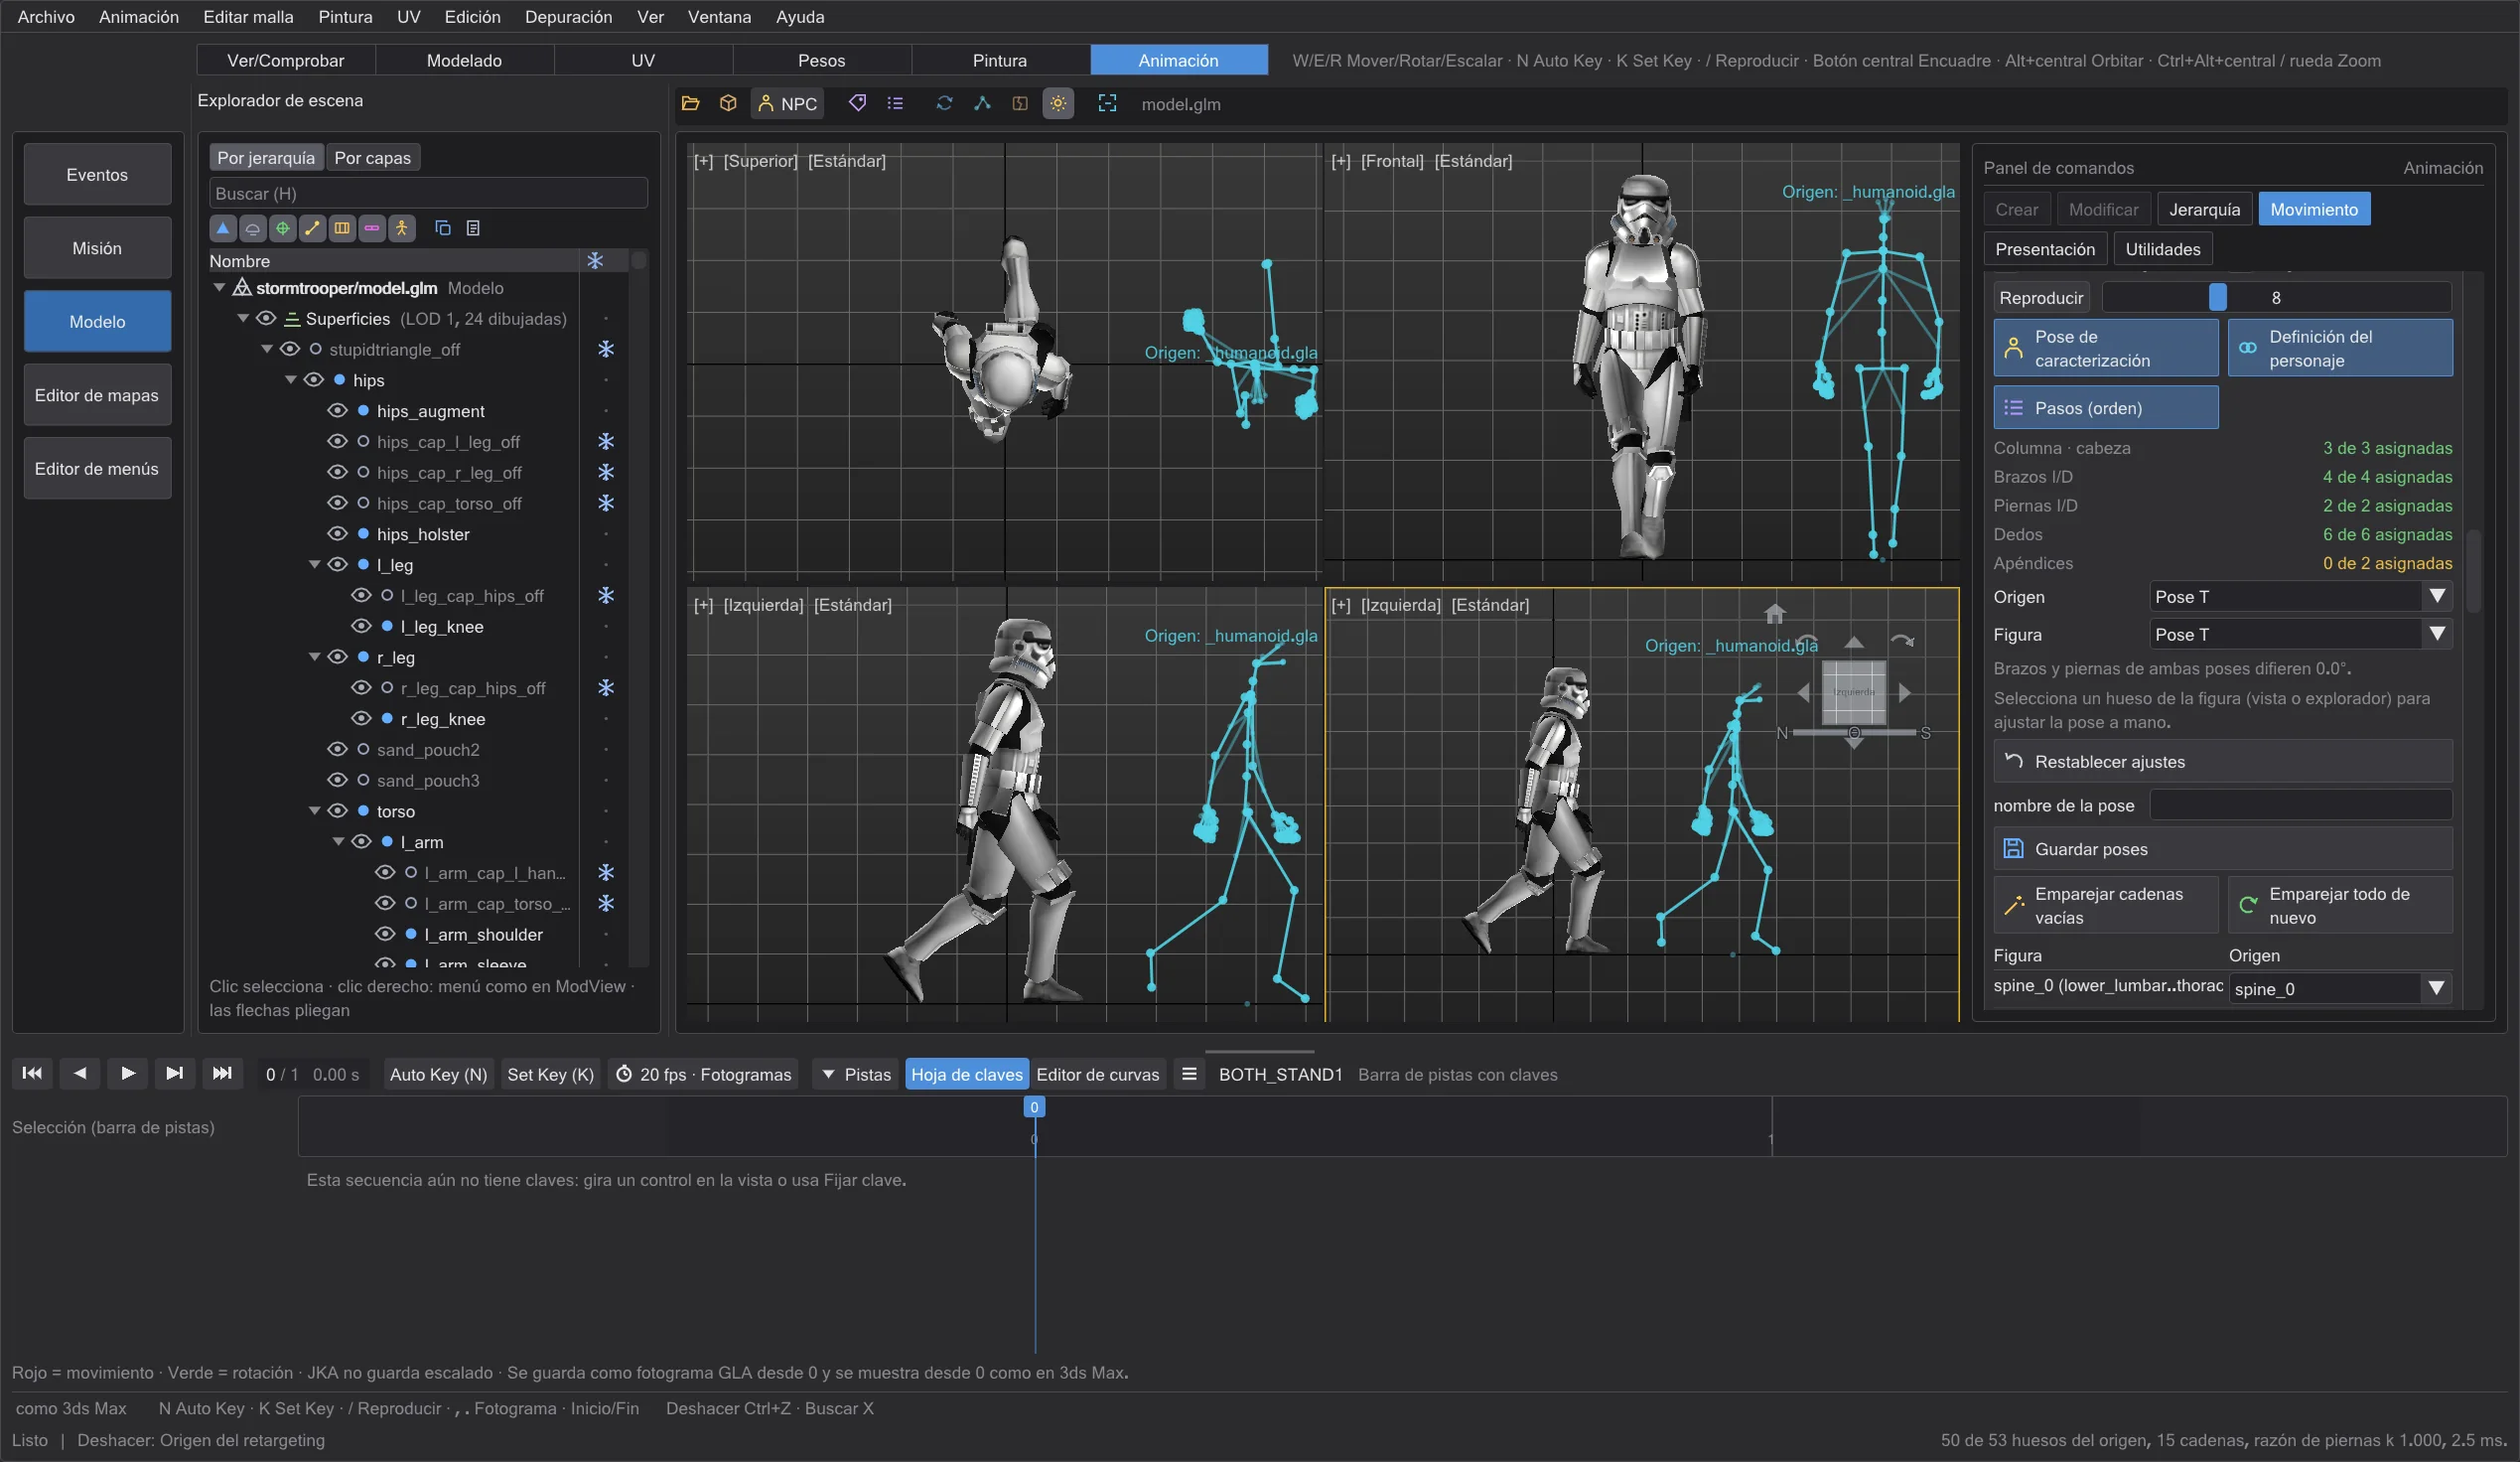 Archivo Animación Editar malla Pintura UV Edición Depuración Ver Ventana Ayuda
Ver/Comprobar Modelado UV Pesos Pintura Animación W/E/R Mover/Rotar/Escalar · N Auto Key · K Set Key · / Reproducir · Botón central Encuadre · Alt+central Orbitar · Ctrl+Alt+central / rueda Zoom
Explorador de escena
NPC model.glm
Eventos
Misión
Modelo
Editor de mapas
Editor de menús
Por jerarquía Por capas
Buscar (H)
Nombre
stormtrooper/model.glm Modelo
Superficies (LOD 1, 24 dibujadas)
stupidtriangle_off
hips
hips_augment
hips_cap_l_leg_off
hips_cap_r_leg_off
hips_cap_torso_off
hips_holster
l_leg
l_leg_cap_hips_off
l_leg_knee
r_leg
r_leg_cap_hips_off
r_leg_knee
sand_pouch2
sand_pouch3
torso
l_arm
l_arm_cap_l_han...
l_arm_cap_torso_...
l_arm_shoulder
l_arm_sleeve
Clic selecciona · clic derecho: menú como en ModView ·
las flechas pliegan
[+] [Superior] [Estándar]
Origen: _humanoid.gla
[+] [Frontal] [Estándar]
Origen: _humanoid.gla
[+] [Izquierda] [Estándar]
Origen: _humanoid.gla
[+] [Izquierda] [Estándar]
Origen: _humanoid.gla
Izquierda
N S
Panel de comandos Animación
Crear Modificar Jerarquía Movimiento
Presentación Utilidades
Reproducir 8
Pose de
caracterización
Definición del
personaje
Pasos (orden)
Columna · cabeza 3 de 3 asignadas
Brazos I/D 4 de 4 asignadas
Piernas I/D 2 de 2 asignadas
Dedos 6 de 6 asignadas
Apéndices 0 de 2 asignadas
Origen Pose T
Figura Pose T
Brazos y piernas de ambas poses difieren 0.0°.
Selecciona un hueso de la figura (vista o explorador) para
ajustar la pose a mano.
Restablecer ajustes
nombre de la pose
Guardar poses
Emparejar cadenas
vacías
Emparejar todo de
nuevo
Figura Origen
spine_0 (lower_lumbar..thorac spine_0
0 / 1 0.00 s Auto Key (N) Set Key (K) 20 fps · Fotogramas Pistas Hoja de claves Editor de curvas BOTH_STAND1 Barra de pistas con claves
0
Selección (barra de pistas)
0 1
Esta secuencia aún no tiene claves: gira un control en la vista o usa Fijar clave.
Rojo = movimiento · Verde = rotación · JKA no guarda escalado · Se guarda como fotograma GLA desde 0 y se muestra desde 0 como en 3ds Max.
como 3ds Max N Auto Key · K Set Key · / Reproducir · , . Fotograma · Inicio/Fin Deshacer Ctrl+Z · Buscar X
Listo | Deshacer: Origen del retargeting
50 de 53 huesos del origen, 15 cadenas, razón de piernas k 1.000, 2.5 ms.